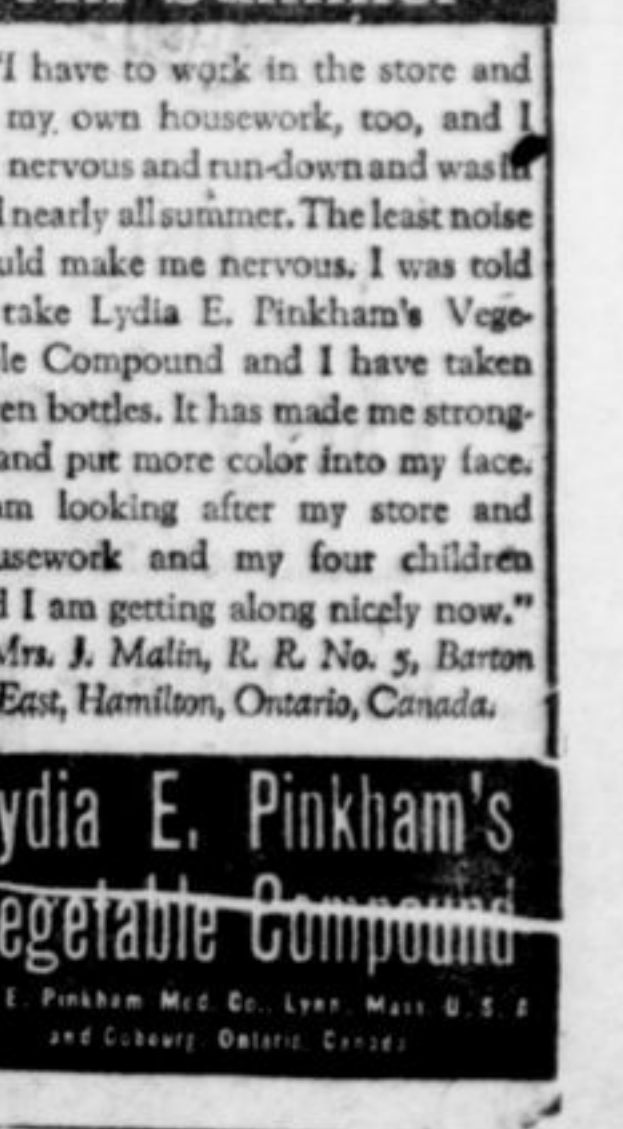 "I have to work in the store and
my own housework, too, and I
nervous and run-down and was in
nearly all summer. The least noise
uld make me nervous. I was told
take Lydia E. Pinkham's Vege-
le Compound and I have taken
en bottles. It has made me strong-
and put more color into my face.
am looking after my store and
usework and my four children
d I am getting along nicely now."
Mrs. J. Malin, R. R. No. 5, Barton
East, Hamilton, Ontario, Canada.
ydia E. Pinkham's
egetable Compound
E. Pinkham Med. Co., Lynn, Mass. U. S. A
and Cobourg, Ontario, Canada